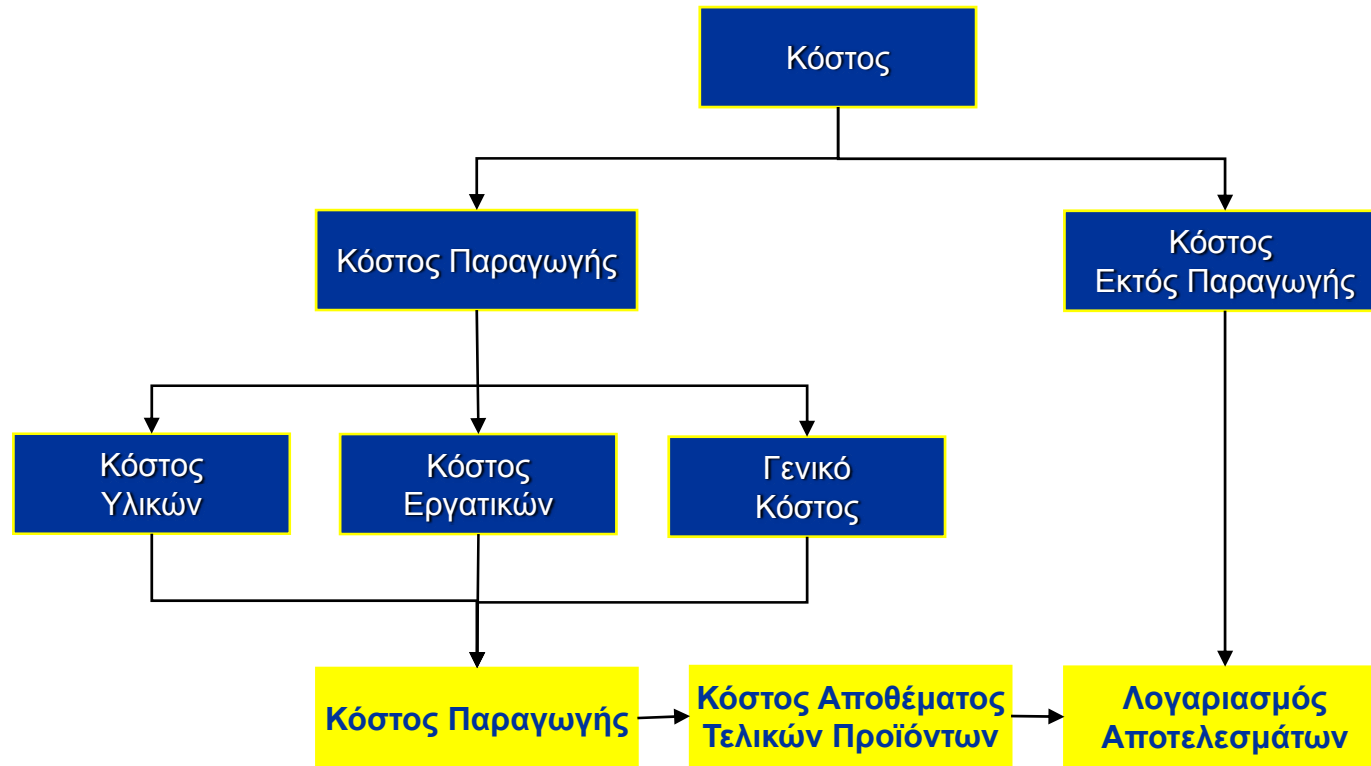 Κόστος
Κόστος Παραγωγής
Κόστος
Εκτός Παραγωγής
Κόστος
Υλικών
Κόστος
Εργατικών
Γενικό
Κόστος
Κόστος Παραγωγής
Κόστος Αποθέματος
Τελικών Προϊόντων
Λογαριασμός
Αποτελεσμάτων